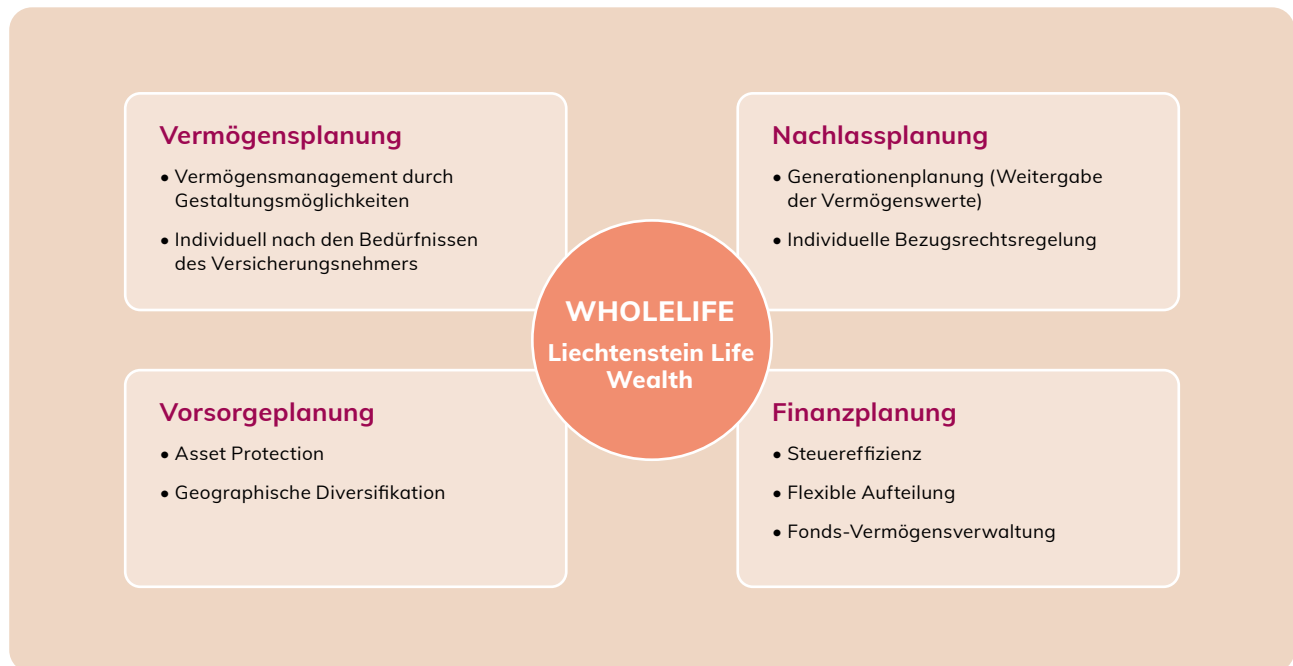 Vermögensplanung
• Vermögensmanagement durch
Gestaltungsmöglichkeiten
• Individuell nach den Bedürfnissen
des Versicherungsnehmers
Nachlassplanung
• Generationenplanung (Weitergabe
der Vermögenswerte)
• Individuelle Bezugsrechtsregelung
WHOLELIFE
Liechtenstein Life
Wealth
Vorsorgeplanung
• Asset Protection
• Geographische Diversifikation
Finanzplanung
• Steuereffizienz
• Flexible Aufteilung
• Fonds-Vermögensverwaltung